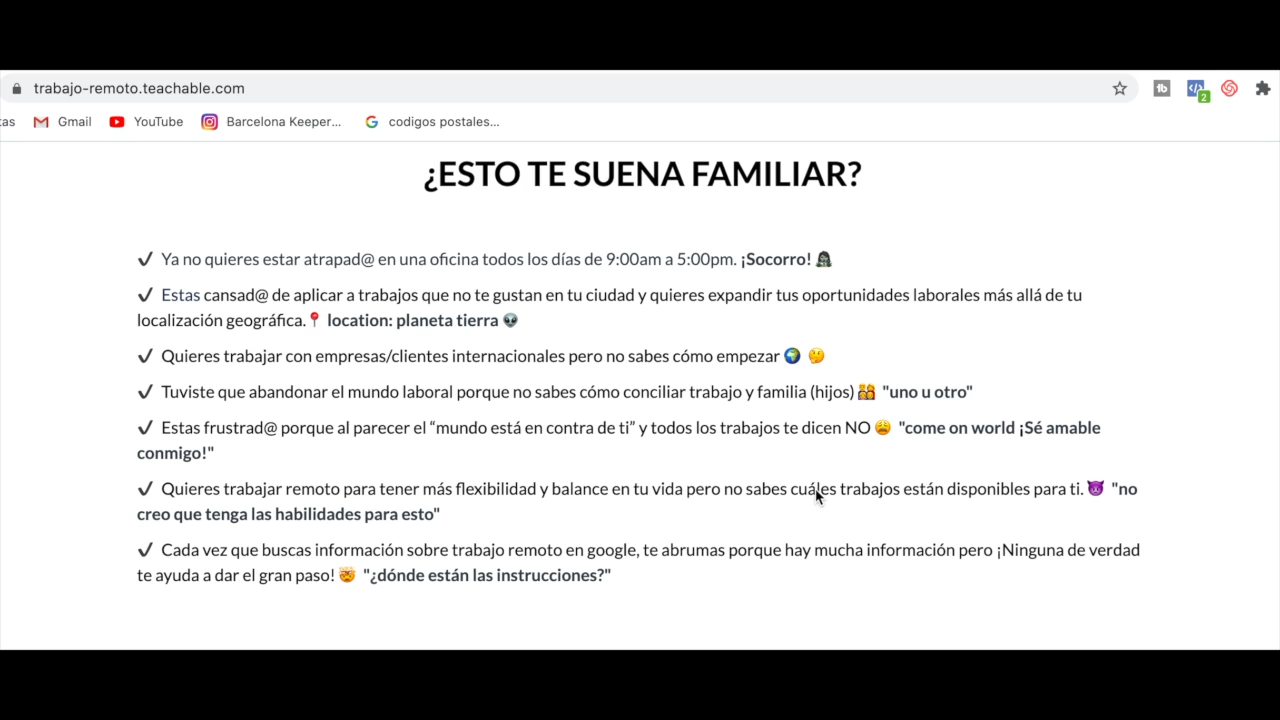 trabajo-remoto.teachable.com
2
tas
Gmail
YouTube
Barcelona Keeper...
codigos postales...
¿ESTO TE SUENA FAMILIAR?
✔ Ya no quieres estar atrapad@ en una oficina todos los días de 9:00am a 5:00pm. ¡Socorro! 🧟‍♀️
✔ Estas cansad@ de aplicar a trabajos que no te gustan en tu ciudad y quieres expandir tus oportunidades laborales más allá de tu
localización geográfica.📍 location: planeta tierra 👽
✔ Quieres trabajar con empresas/clientes internacionales pero no sabes cómo empezar 🌍 🤔
✔ Tuviste que abandonar el mundo laboral porque no sabes cómo conciliar trabajo y familia (hijos) 👨‍👩‍👧‍👦 "uno u otro"
✔ Estas frustrad@ porque al parecer el “mundo está en contra de ti” y todos los trabajos te dicen NO 😩 "come on world ¡Sé amable
conmigo!"
✔ Quieres trabajar remoto para tener más flexibilidad y balance en tu vida pero no sabes cuáles trabajos están disponibles para ti. 😈 "no
creo que tenga las habilidades para esto"
✔ Cada vez que buscas información sobre trabajo remoto en google, te abrumas porque hay mucha información pero ¡Ninguna de verdad
te ayuda a dar el gran paso! 🤯 "¿dónde están las instrucciones?"